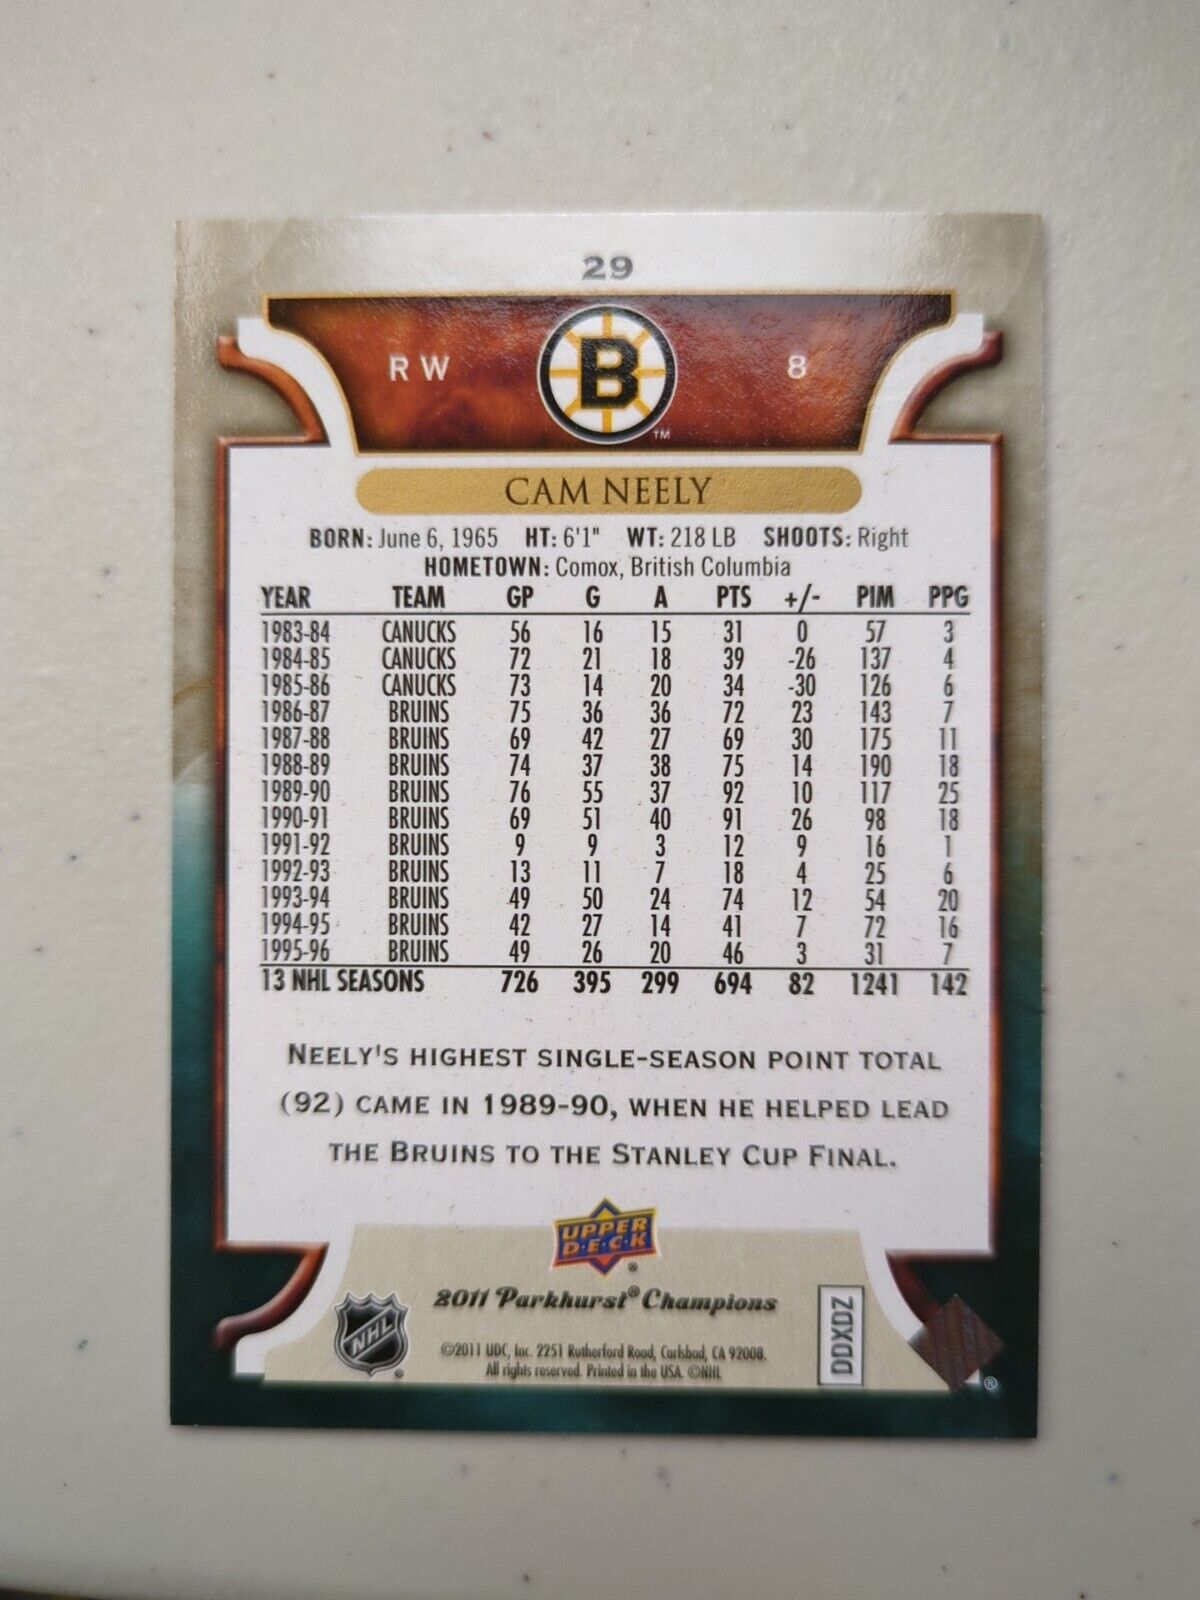 29
RW B 8
TM
CAM NEELY
BORN: June 6, 1965 HT: 6'1" WT: 218 LB SHOOTS: Right
HOMETOWN: Comox, British Columbia
YEAR TEAM GP G A PTS +/- PIM PPG
1983-84 CANUCKS 56 16 15 31 0 57 3
1984-85 CANUCKS 72 21 18 39 -26 137 4
1985-86 CANUCKS 73 14 20 34 -30 126 6
1986-87 BRUINS 75 36 36 72 23 143 7
1987-88 BRUINS 69 42 27 69 30 175 11
1988-89 BRUINS 74 37 38 75 14 190 18
1989-90 BRUINS 76 55 37 92 10 117 25
1990-91 BRUINS 69 51 40 91 26 98 18
1991-92 BRUINS 9 9 3 12 9 16 1
1992-93 BRUINS 13 11 7 18 4 25 6
1993-94 BRUINS 49 50 24 74 12 54 20
1994-95 BRUINS 42 27 14 41 7 72 16
1995-96 BRUINS 49 26 20 46 3 31 7
13 NHL SEASONS 726 395 299 694 82 1241 142
NEELY'S HIGHEST SINGLE-SEASON POINT TOTAL
(92) CAME IN 1989-90, WHEN HE HELPED LEAD
THE BRUINS TO THE STANLEY CUP FINAL.
UPPER
D·E·C·K
®
2011 Parkhurst® Champions
NHL
®
©2011 UDC, Inc. 2251 Rutherford Road, Carlsbad, CA 92008.
All rights reserved. Printed in the USA. ©NHL
DDXDZ
®